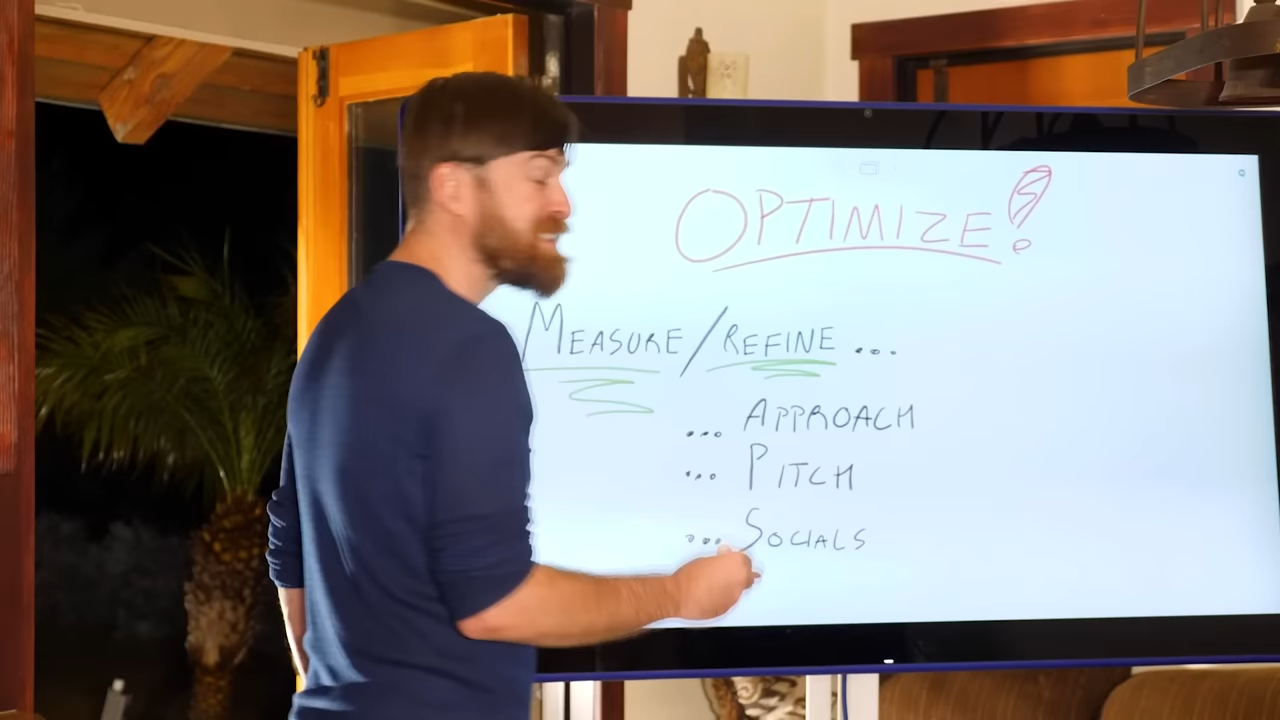 OPTIMIZE!
MEASURE/REFINE ...
... APPROACH
... PITCH
... SOCIALS